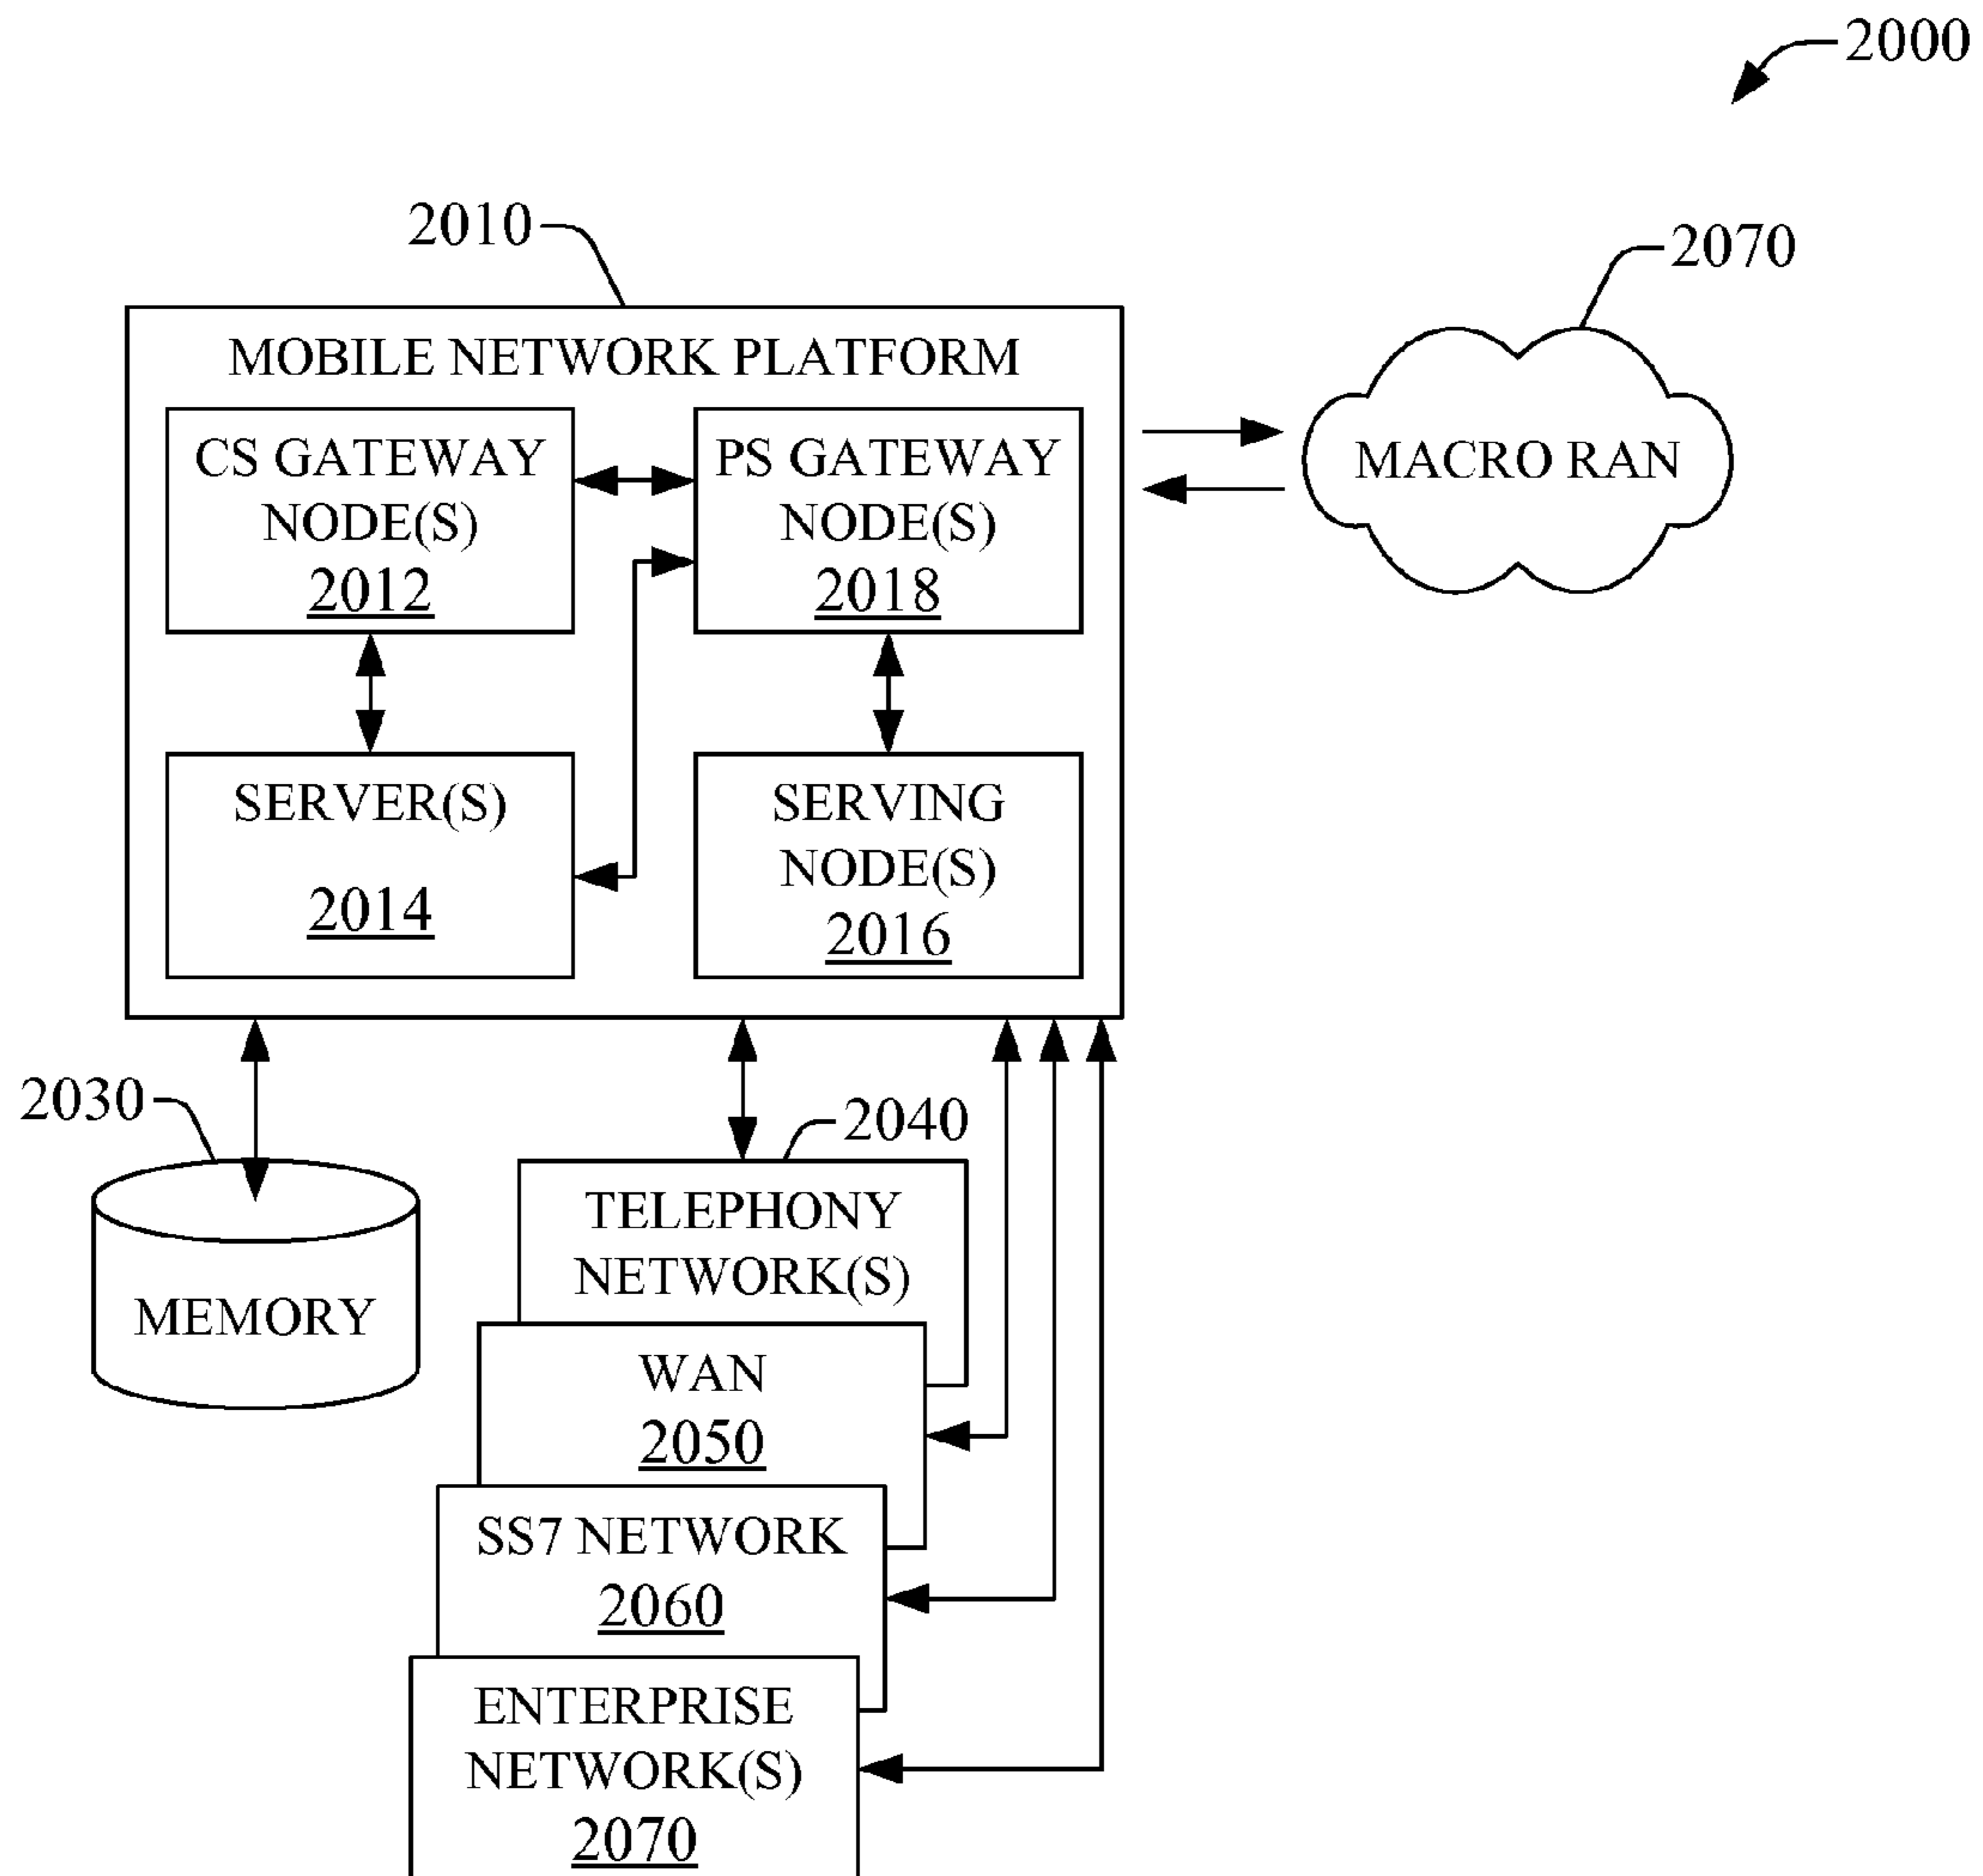 2000
2010
2070
MOBILE NETWORK PLATFORM
CS GATEWAY
NODE(S)
2012
PS GATEWAY
NODE(S)
2018
MACRO RAN
SERVER(S)
2014
SERVING
NODE(S)
2016
2030
2040
MEMORY
TELEPHONY
NETWORK(S)
WAN
2050
SS7 NETWORK
2060
ENTERPRISE
NETWORK(S)
2070